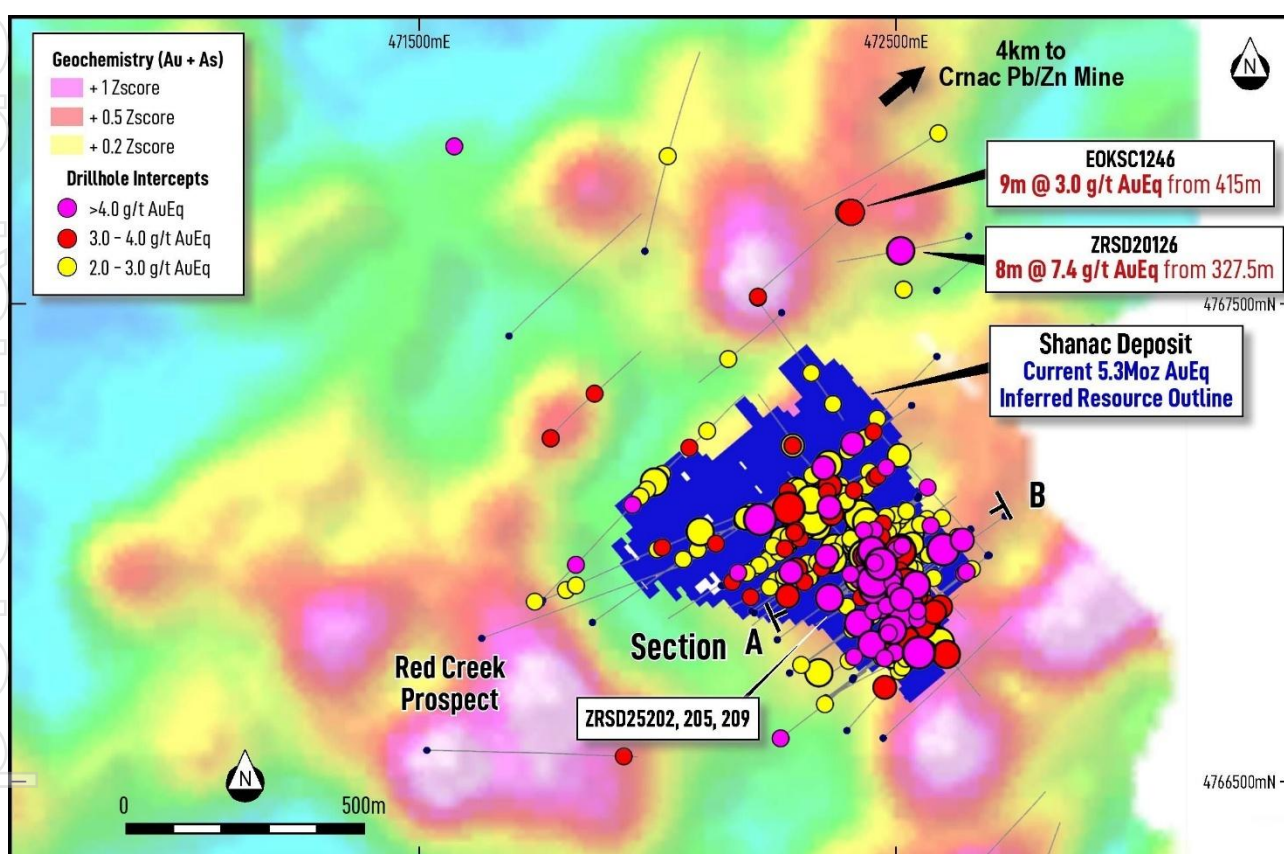 471500mE
472500mE
Geochemistry (Au + As)
+ 1 Zscore
+ 0.5 Zscore
+ 0.2 Zscore
Drillhole Intercepts
>4.0 g/t AuEq
3.0 – 4.0 g/t AuEq
2.0 – 3.0 g/t AuEq
4km to
Crnac Pb/Zn Mine
N
EOKSC1246
9m @ 3.0 g/t AuEq from 415m
ZRSD20126
8m @ 7.4 g/t AuEq from 327.5m
4767500mN
Shanac Deposit
Current 5.3Moz AuEq
Inferred Resource Outline
B
Section A
Red Creek
Prospect
ZRSD25202, 205, 209
N
0 500m
4766500mN